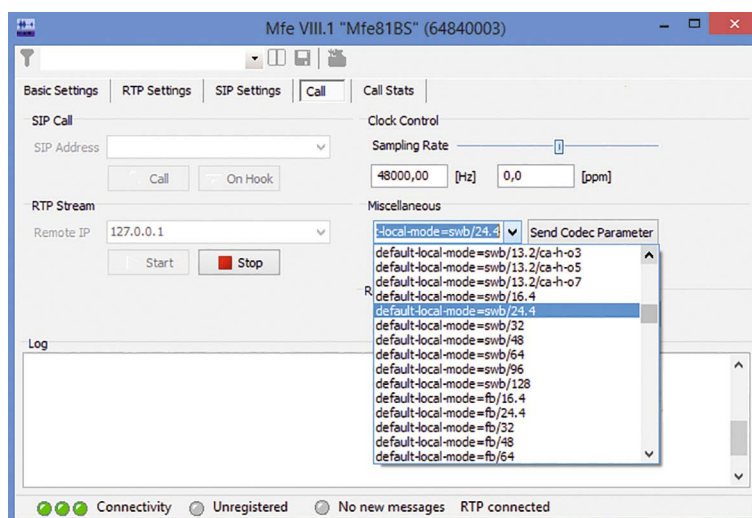 Mfe VIII.1 "Mfe81BS" (64840003)
Basic Settings RTP Settings SIP Settings Call Call Stats
SIP Call
SIP Address
Call On Hook
RTP Stream
Remote IP 127.0.0.1
Start Stop
Clock Control
Sampling Rate
48000,00 [Hz] 0,0 [ppm]
Miscellaneous
-local-mode=swb/24.4 Send Codec Parameter
default-local-mode=swb/13.2/ca-h-o3
default-local-mode=swb/13.2/ca-h-o5
default-local-mode=swb/13.2/ca-h-o7
default-local-mode=swb/16.4
default-local-mode=swb/24.4
default-local-mode=swb/32
default-local-mode=swb/48
default-local-mode=swb/64
default-local-mode=swb/96
default-local-mode=swb/128
default-local-mode=fb/16.4
default-local-mode=fb/24.4
default-local-mode=fb/32
default-local-mode=fb/48
default-local-mode=fb/64
R
Log
Connectivity Unregistered No new messages RTP connected